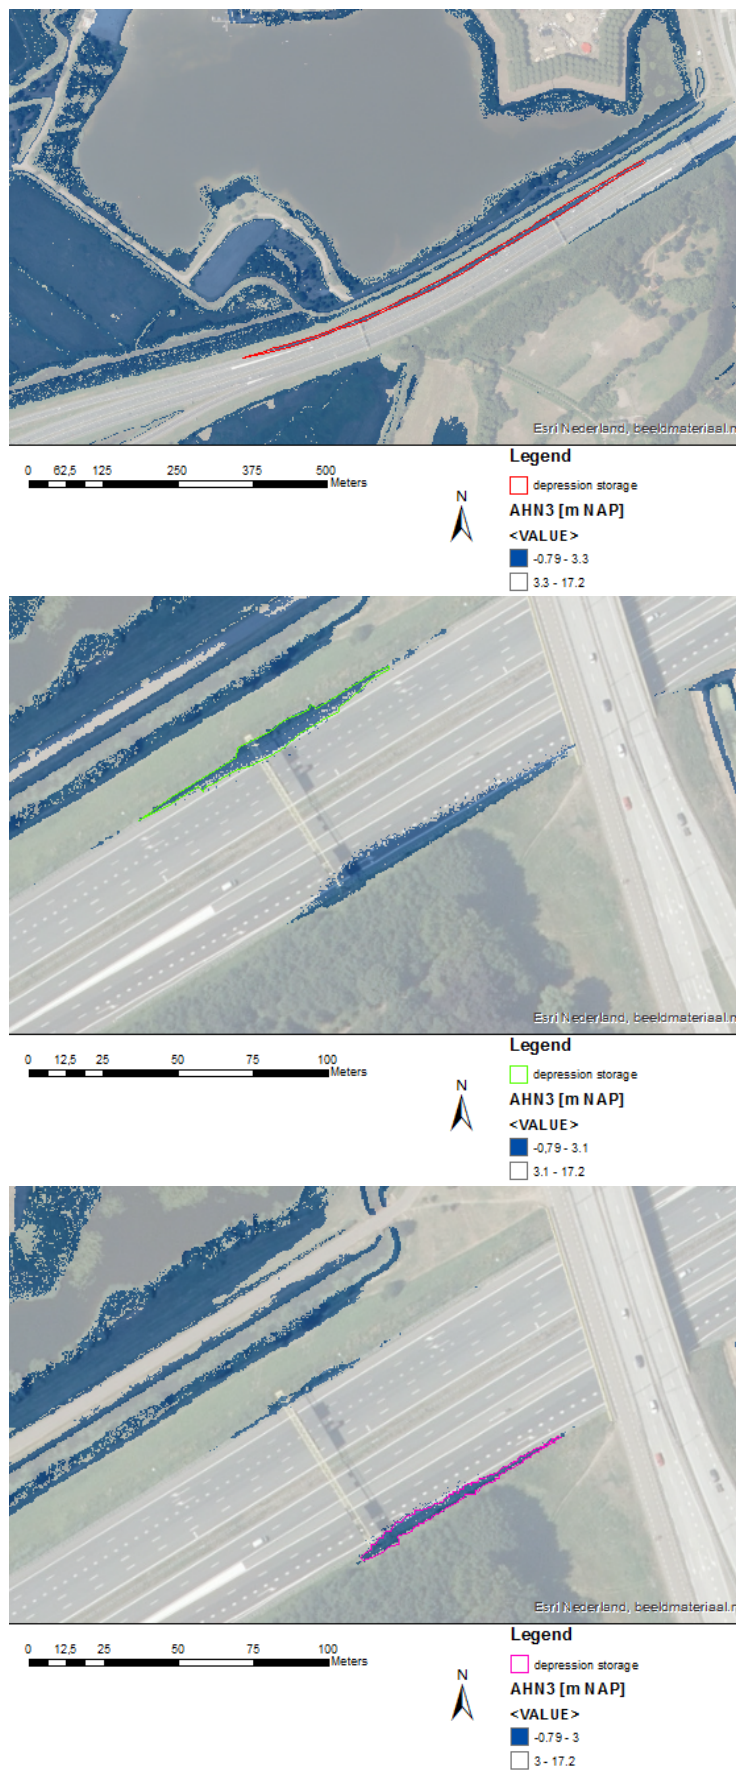 Esri Nederland, beeldmateriaal.n
0 62,5 125 250 375 500
Meters
N
Legend
depression storage
AHN3 [m NAP]
<VALUE>
-0.79 - 3.3
3.3 - 17.2
Esri Nederland, beeldmateriaal.n
0 12,5 25 50 75 100
Meters
N
Legend
depression storage
AHN3 [m NAP]
<VALUE>
-0,79 - 3.1
3.1 - 17.2
Esri Nederland, beeldmateriaal.n
0 12,5 25 50 75 100
Meters
N
Legend
depression storage
AHN3 [m NAP]
<VALUE>
-0.79 - 3
3 - 17.2